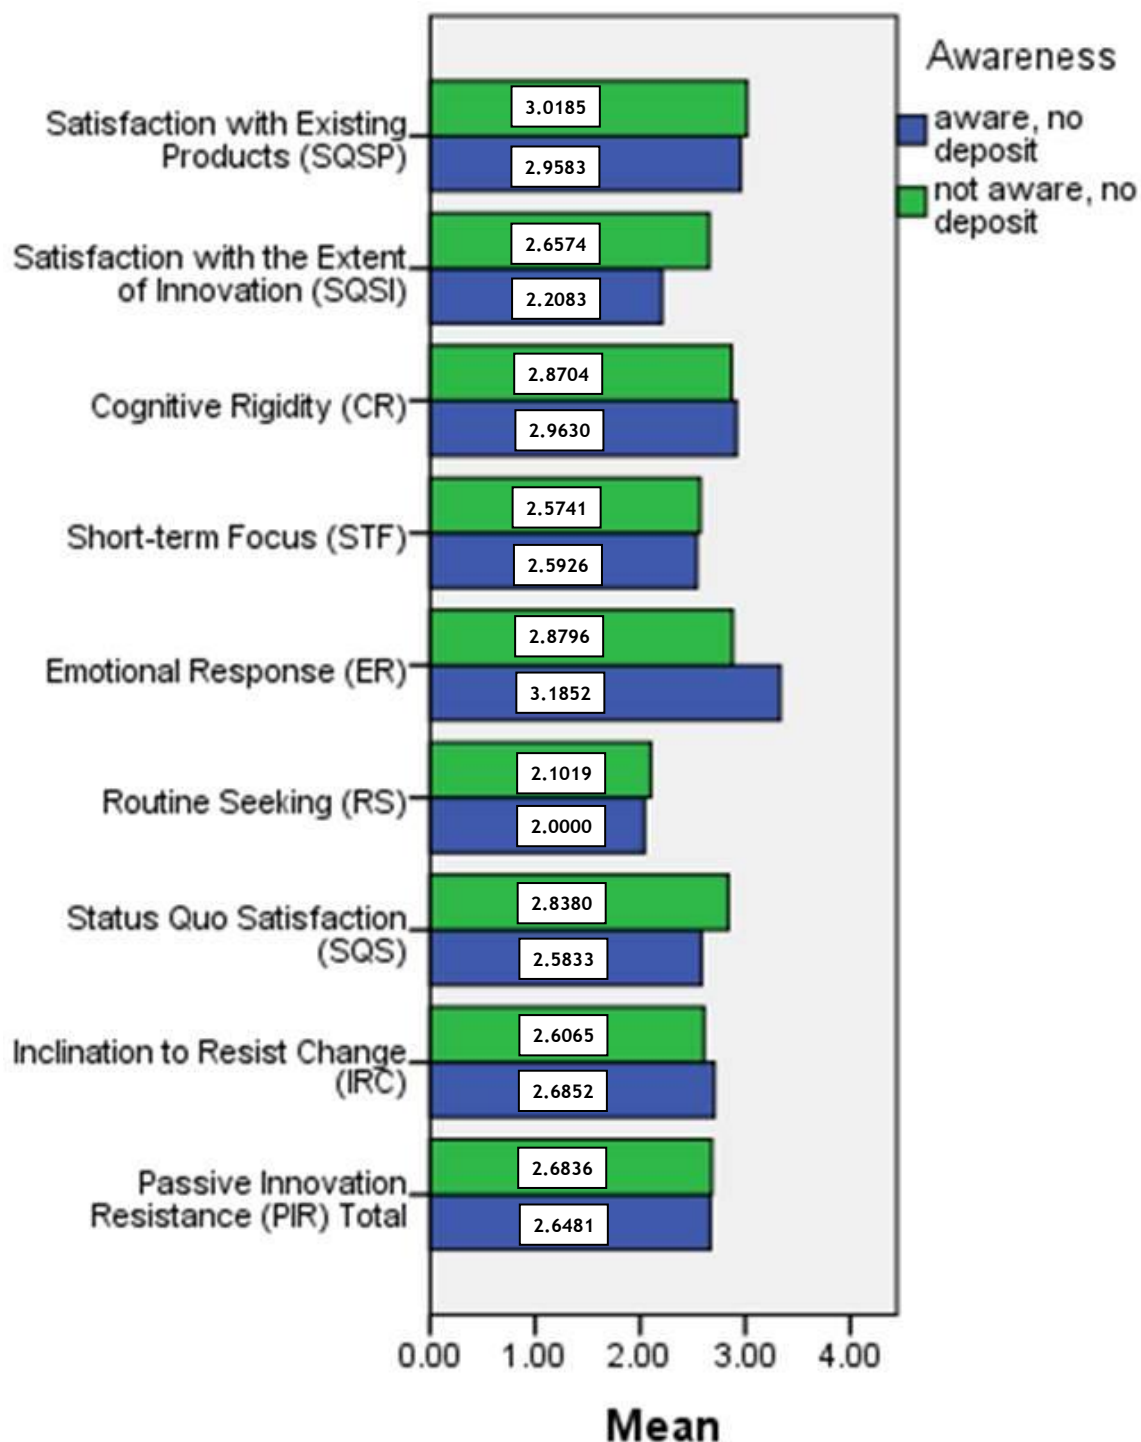 Awareness
aware, no
deposit
not aware, no
deposit
Satisfaction with Existing
Products (SQSP)
3.0185
2.9583
Satisfaction with the Extent
of Innovation (SQSI)
2.6574
2.2083
Cognitive Rigidity (CR)
2.8704
2.9630
Short-term Focus (STF)
2.5741
2.5926
Emotional Response (ER)
2.8796
3.1852
Routine Seeking (RS)
2.1019
2.0000
Status Quo Satisfaction
(SQS)
2.8380
2.5833
Inclination to Resist Change
(IRC)
2.6065
2.6852
Passive Innovation
Resistance (PIR) Total
2.6836
2.6481
0.00 1.00 2.00 3.00 4.00
Mean